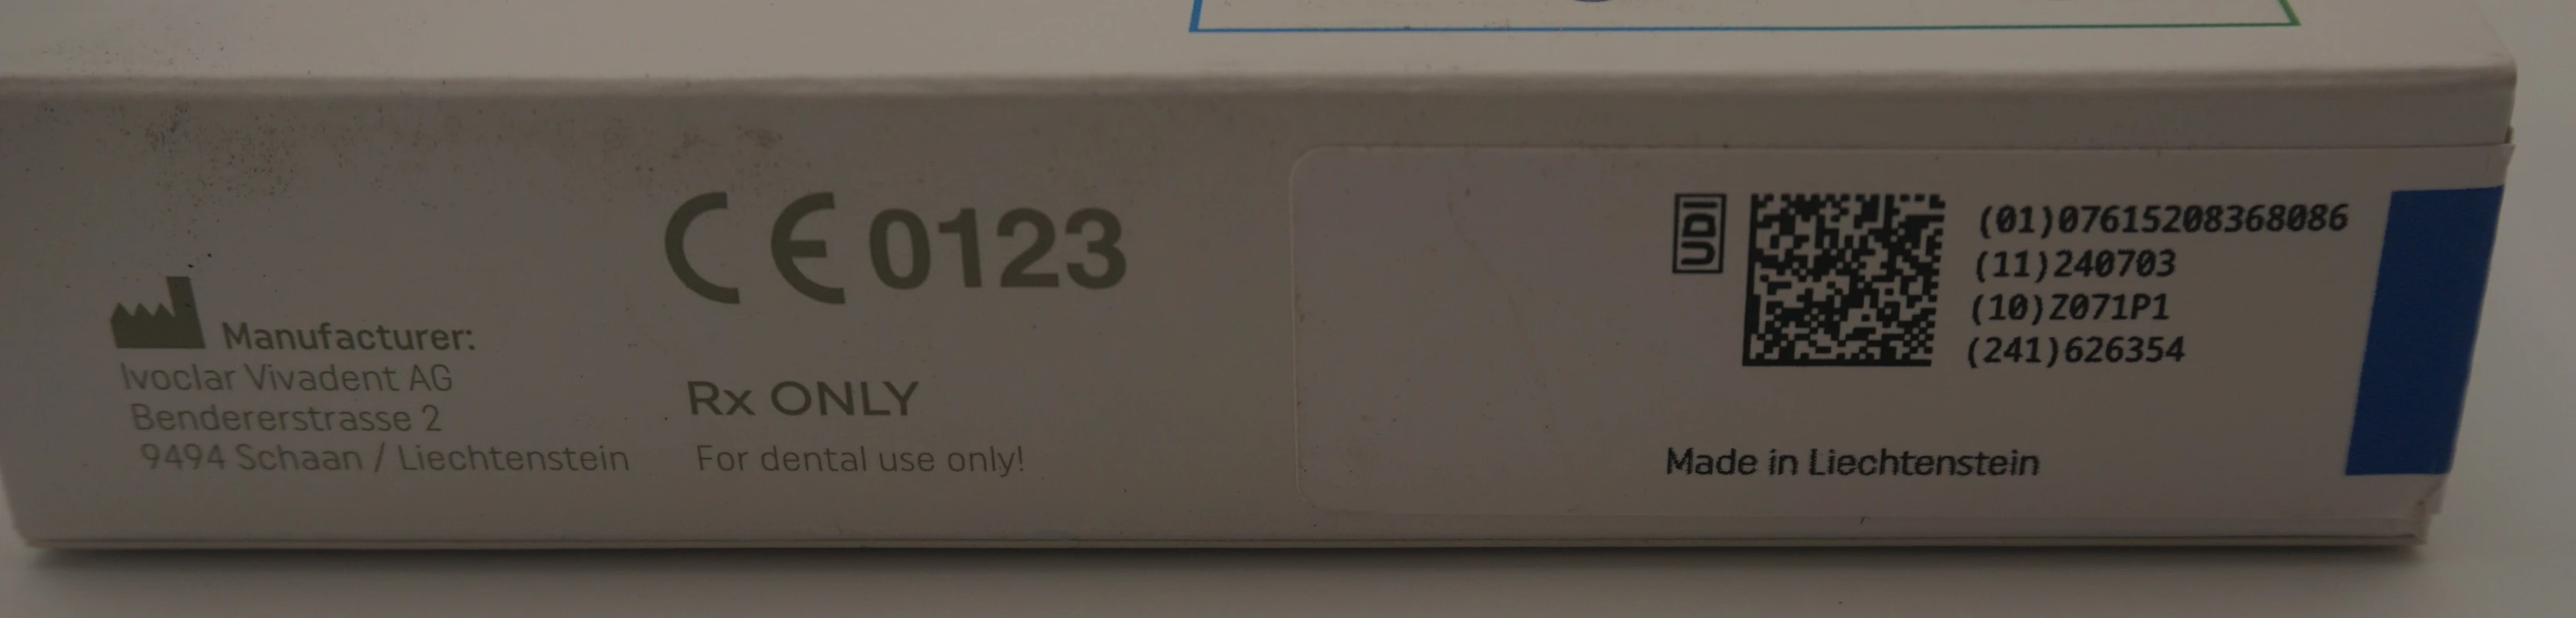 Manufacturer:
Ivoclar Vivadent AG
Bendererstrasse 2
9494 Schaan / Liechtenstein
CE 0123
Rx ONLY
For dental use only!
UDI
(01)07615208368086
(11)240703
(10)Z071P1
(241)626354
Made in Liechtenstein